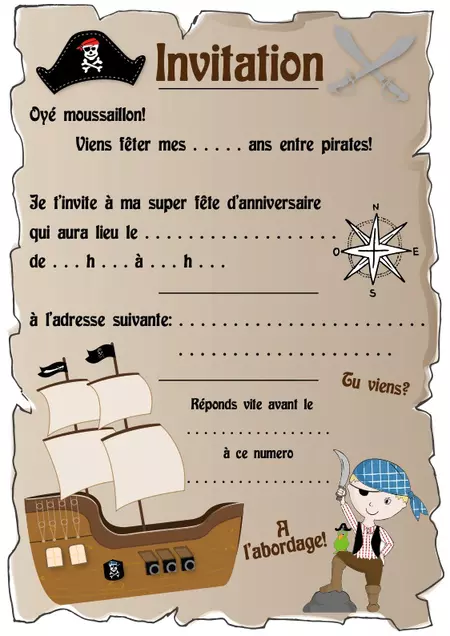 Invitation
Oyé moussaillon!
Viens fêter mes . . . . . ans entre pirates!
Je t'invite à ma super fête d'anniversaire
qui aura lieu le . . . . . . . . . . . . . . . . . . .
de . . . h . . . à . . . h . . .
N
O E
S
à l'adresse suivante: . . . . . . . . . . . . . . . . . . . . . . . . .
. . . . . . . . . . . . . . . . . . . . . .
Tu viens?
Réponds vite avant le
. . . . . . . . . . . . . . . . .
à ce numero
. . . . . . . . . . . . . . . . .
A
l'abordage!